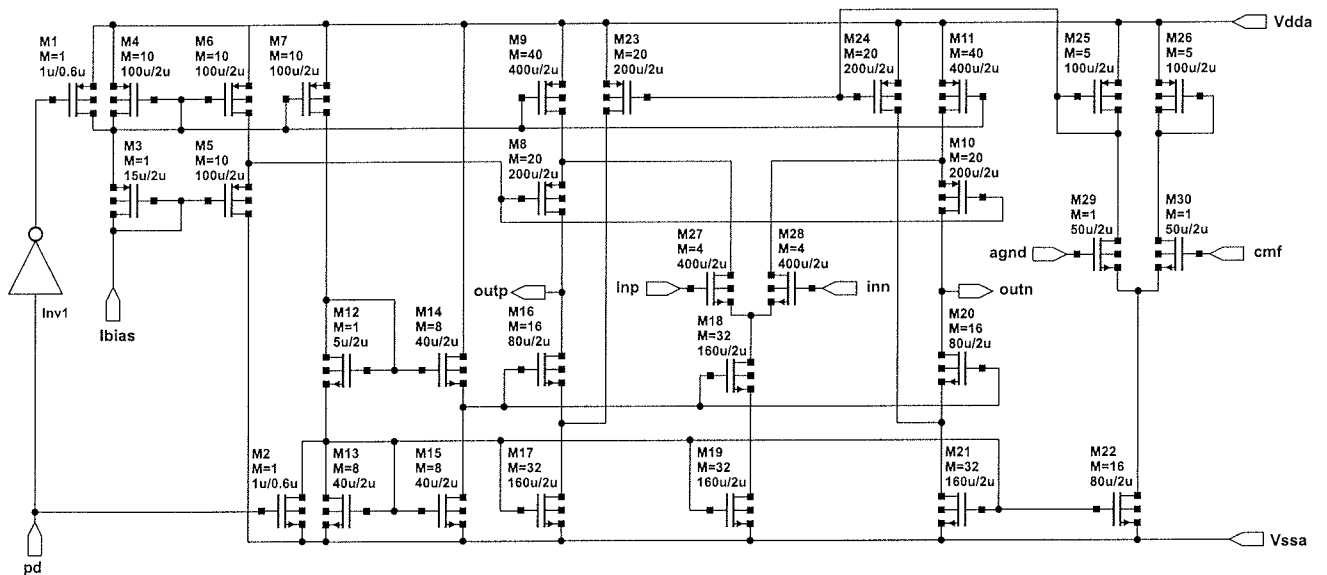 M1
M=1
1u/0.6u
M4
M=10
100u/2u
M6
M=10
100u/2u
M7
M=10
100u/2u
M9
M=40
400u/2u
M23
M=20
200u/2u
M24
M=20
200u/2u
M11
M=40
400u/2u
M25
M=5
100u/2u
M26
M=5
100u/2u
Vdda
M3
M=1
15u/2u
M5
M=10
100u/2u
M8
M=20
200u/2u
M10
M=20
200u/2u
M27
M=4
400u/2u
M28
M=4
400u/2u
M29
M=1
50u/2u
M30
M=1
50u/2u
agnd
cmf
Inp
inn
outp
outn
Inv1
Ibias
M12
M=1
5u/2u
M14
M=8
40u/2u
M16
M=16
80u/2u
M18
M=32
160u/2u
M20
M=16
80u/2u
M2
M=1
1u/0.6u
M13
M=8
40u/2u
M15
M=8
40u/2u
M17
M=32
160u/2u
M19
M=32
160u/2u
M21
M=32
160u/2u
M22
M=16
80u/2u
Vssa
pd